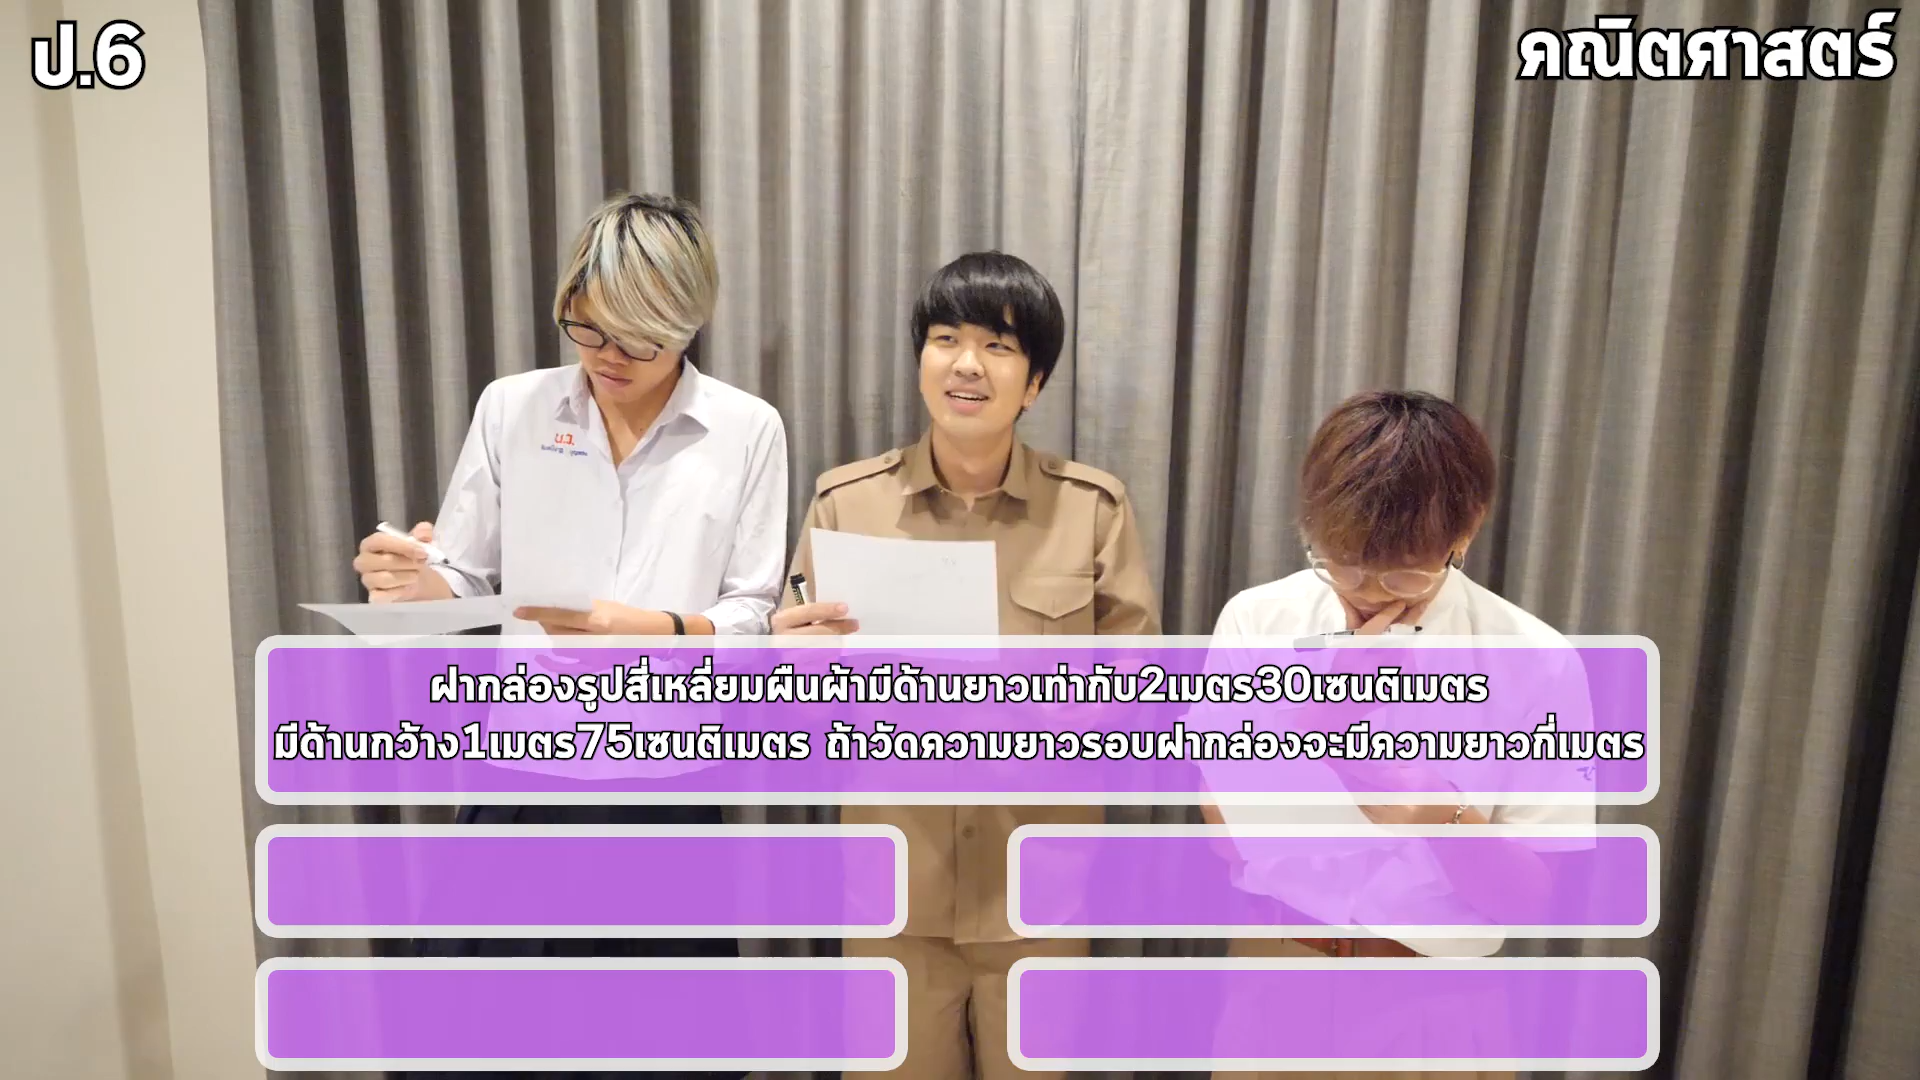 ป.6
คณิตศาสตร์
น.ว.
ฝากล่องรูปสี่เหลี่ยมผืนผ้ามีด้านยาวเท่ากับ2เมตร30เซนติเมตร
มีด้านกว้าง1เมตร75เซนติเมตร ถ้าวัดความยาวรอบฝากล่องจะมีความยาวกี่เมตร